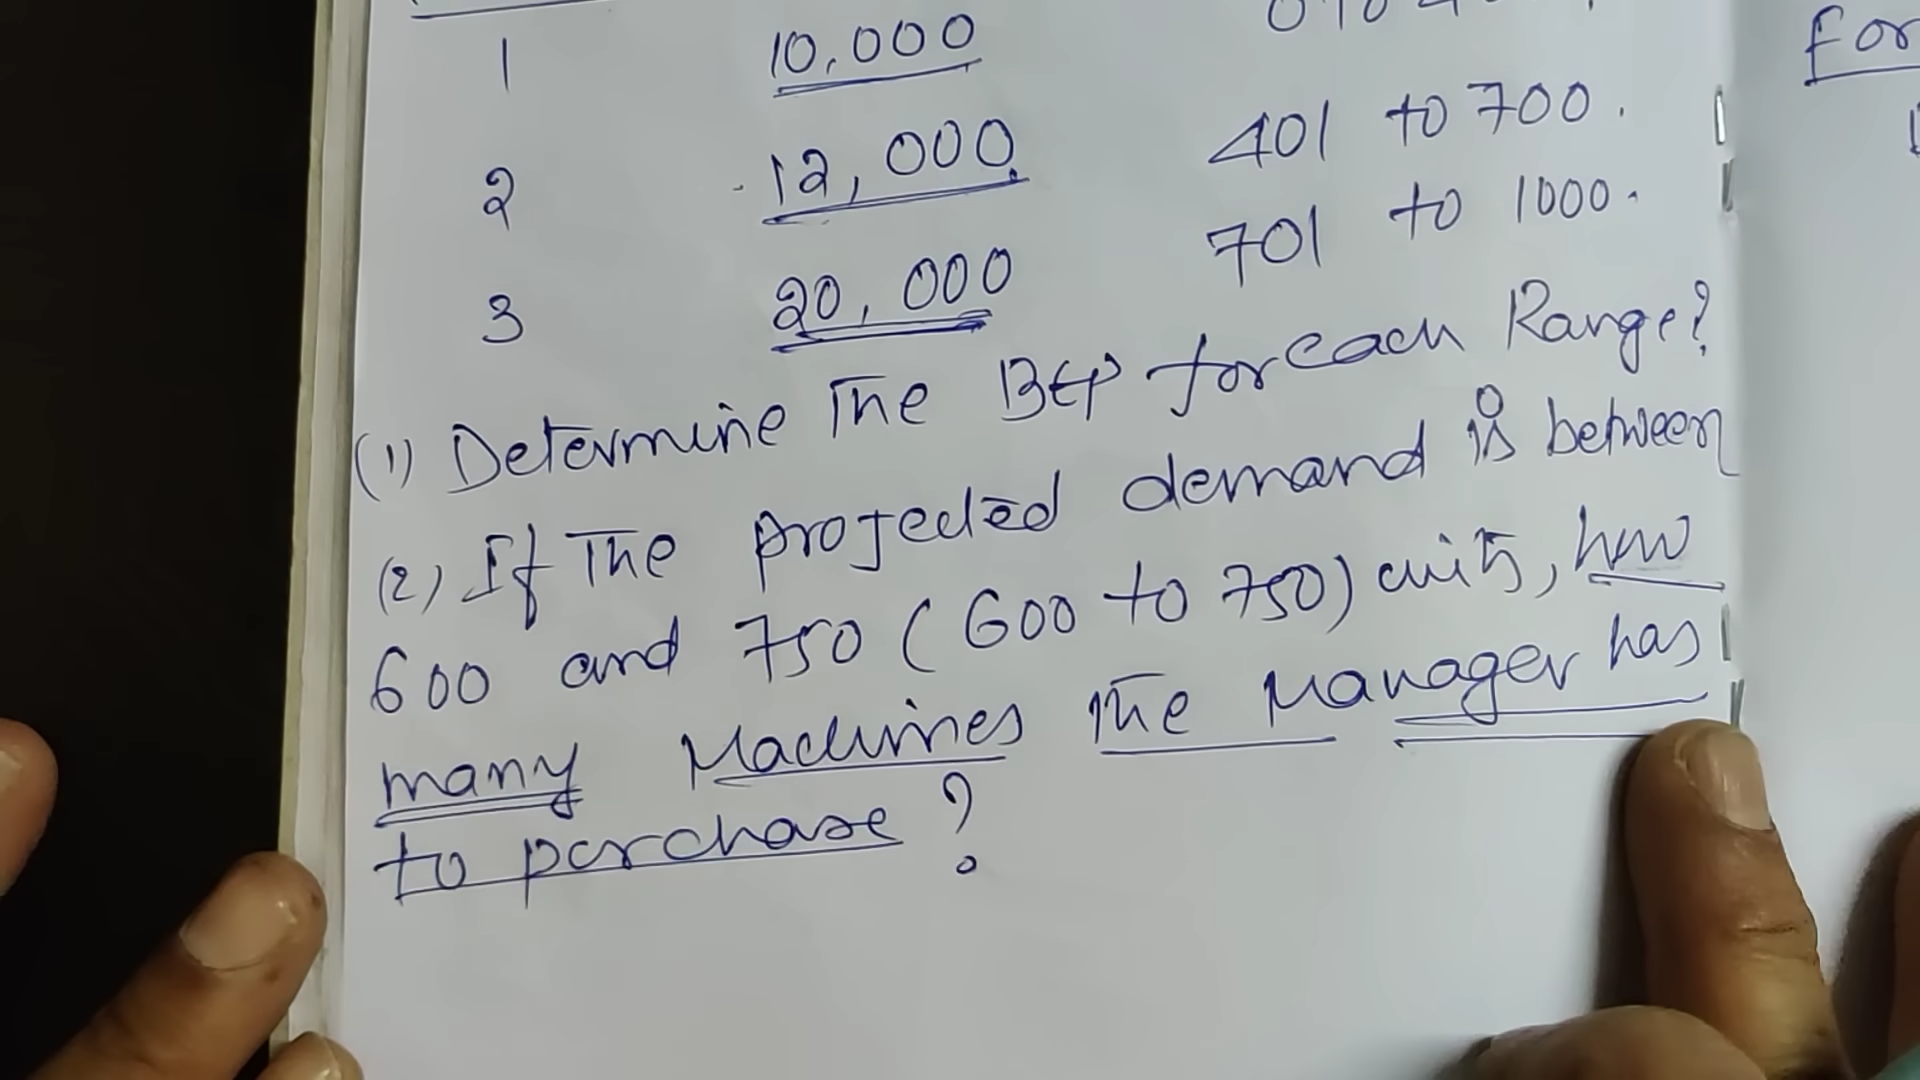 1 10,000
2 12,000 401 to 700.
3 20,000 701 to 1000.
(1) Determine The BEP for each Range?
(2) If The projected demand is between
600 and 750 (600 to 750) units, how
many Machines the Manager has
to purchase?
For